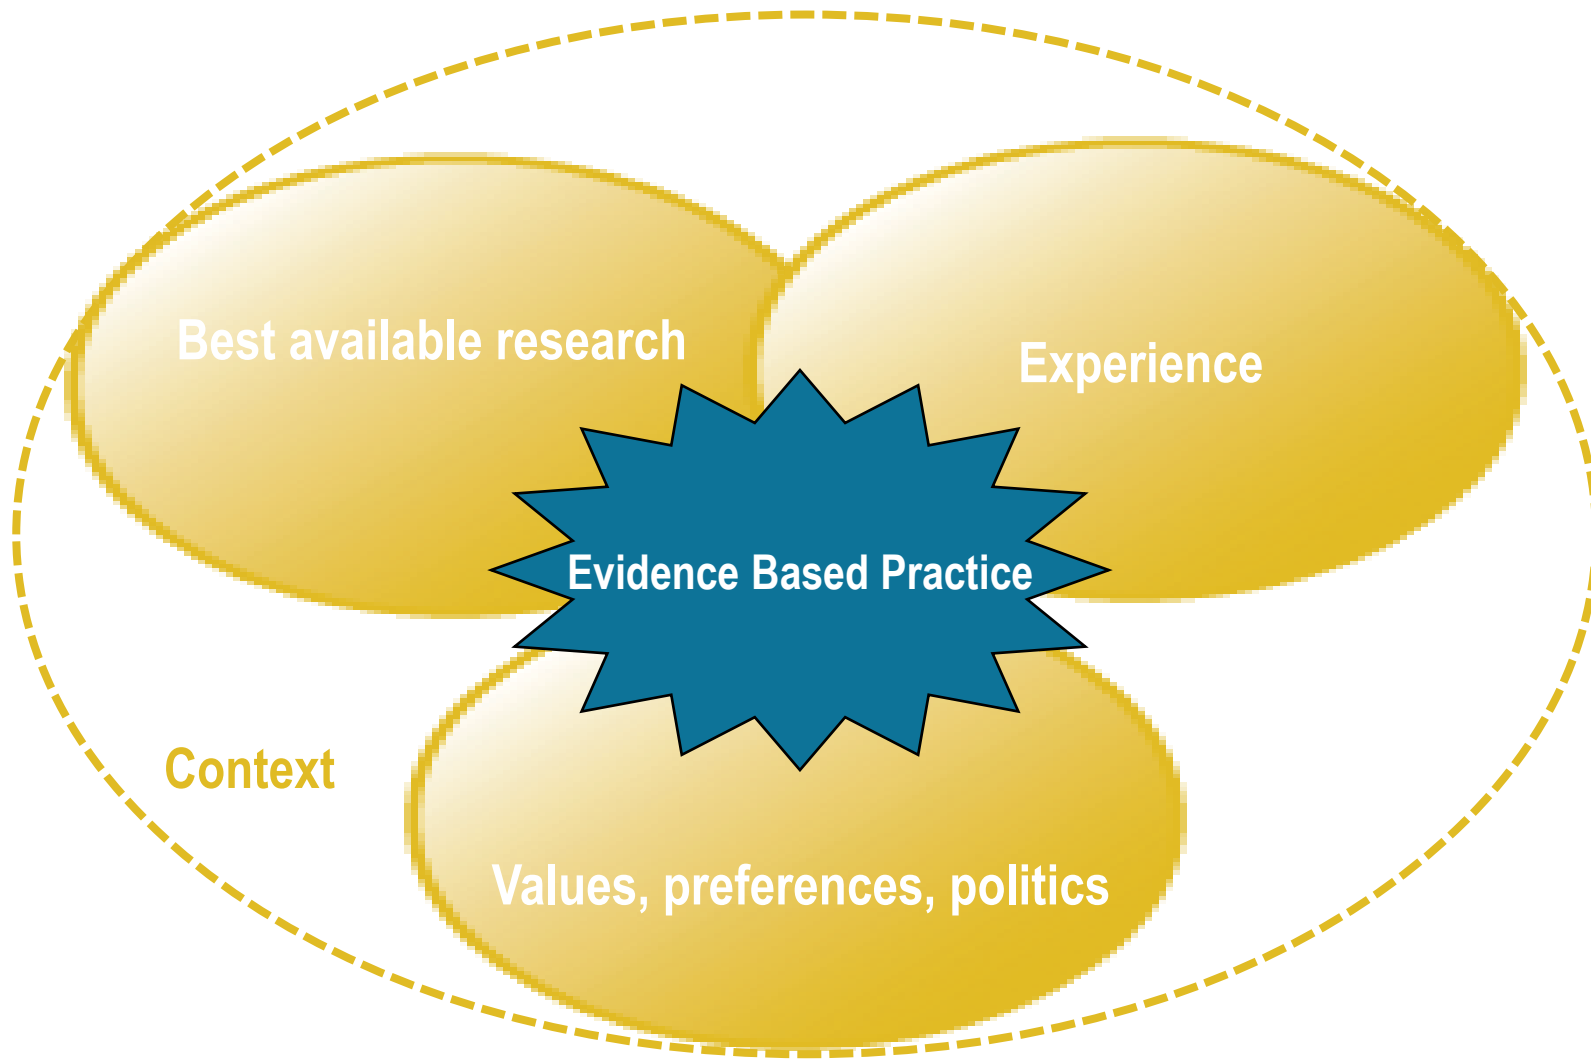 Best available research
Experience
Evidence Based Practice
Context
Values, preferences, politics